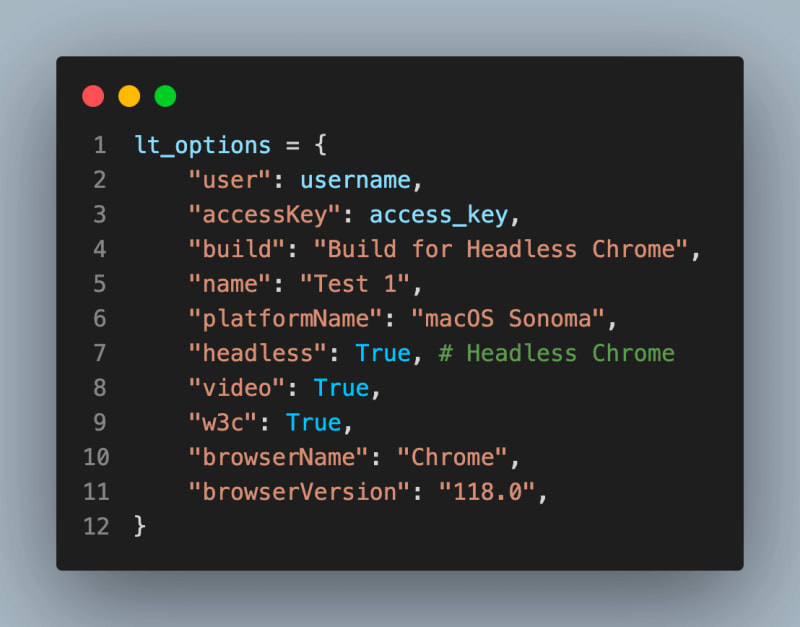 1 lt_options = {
2     "user": username,
3     "accessKey": access_key,
4     "build": "Build for Headless Chrome",
5     "name": "Test 1",
6     "platformName": "macOS Sonoma",
7     "headless": True, # Headless Chrome
8     "video": True,
9     "w3c": True,
10     "browserName": "Chrome",
11     "browserVersion": "118.0",
12 }